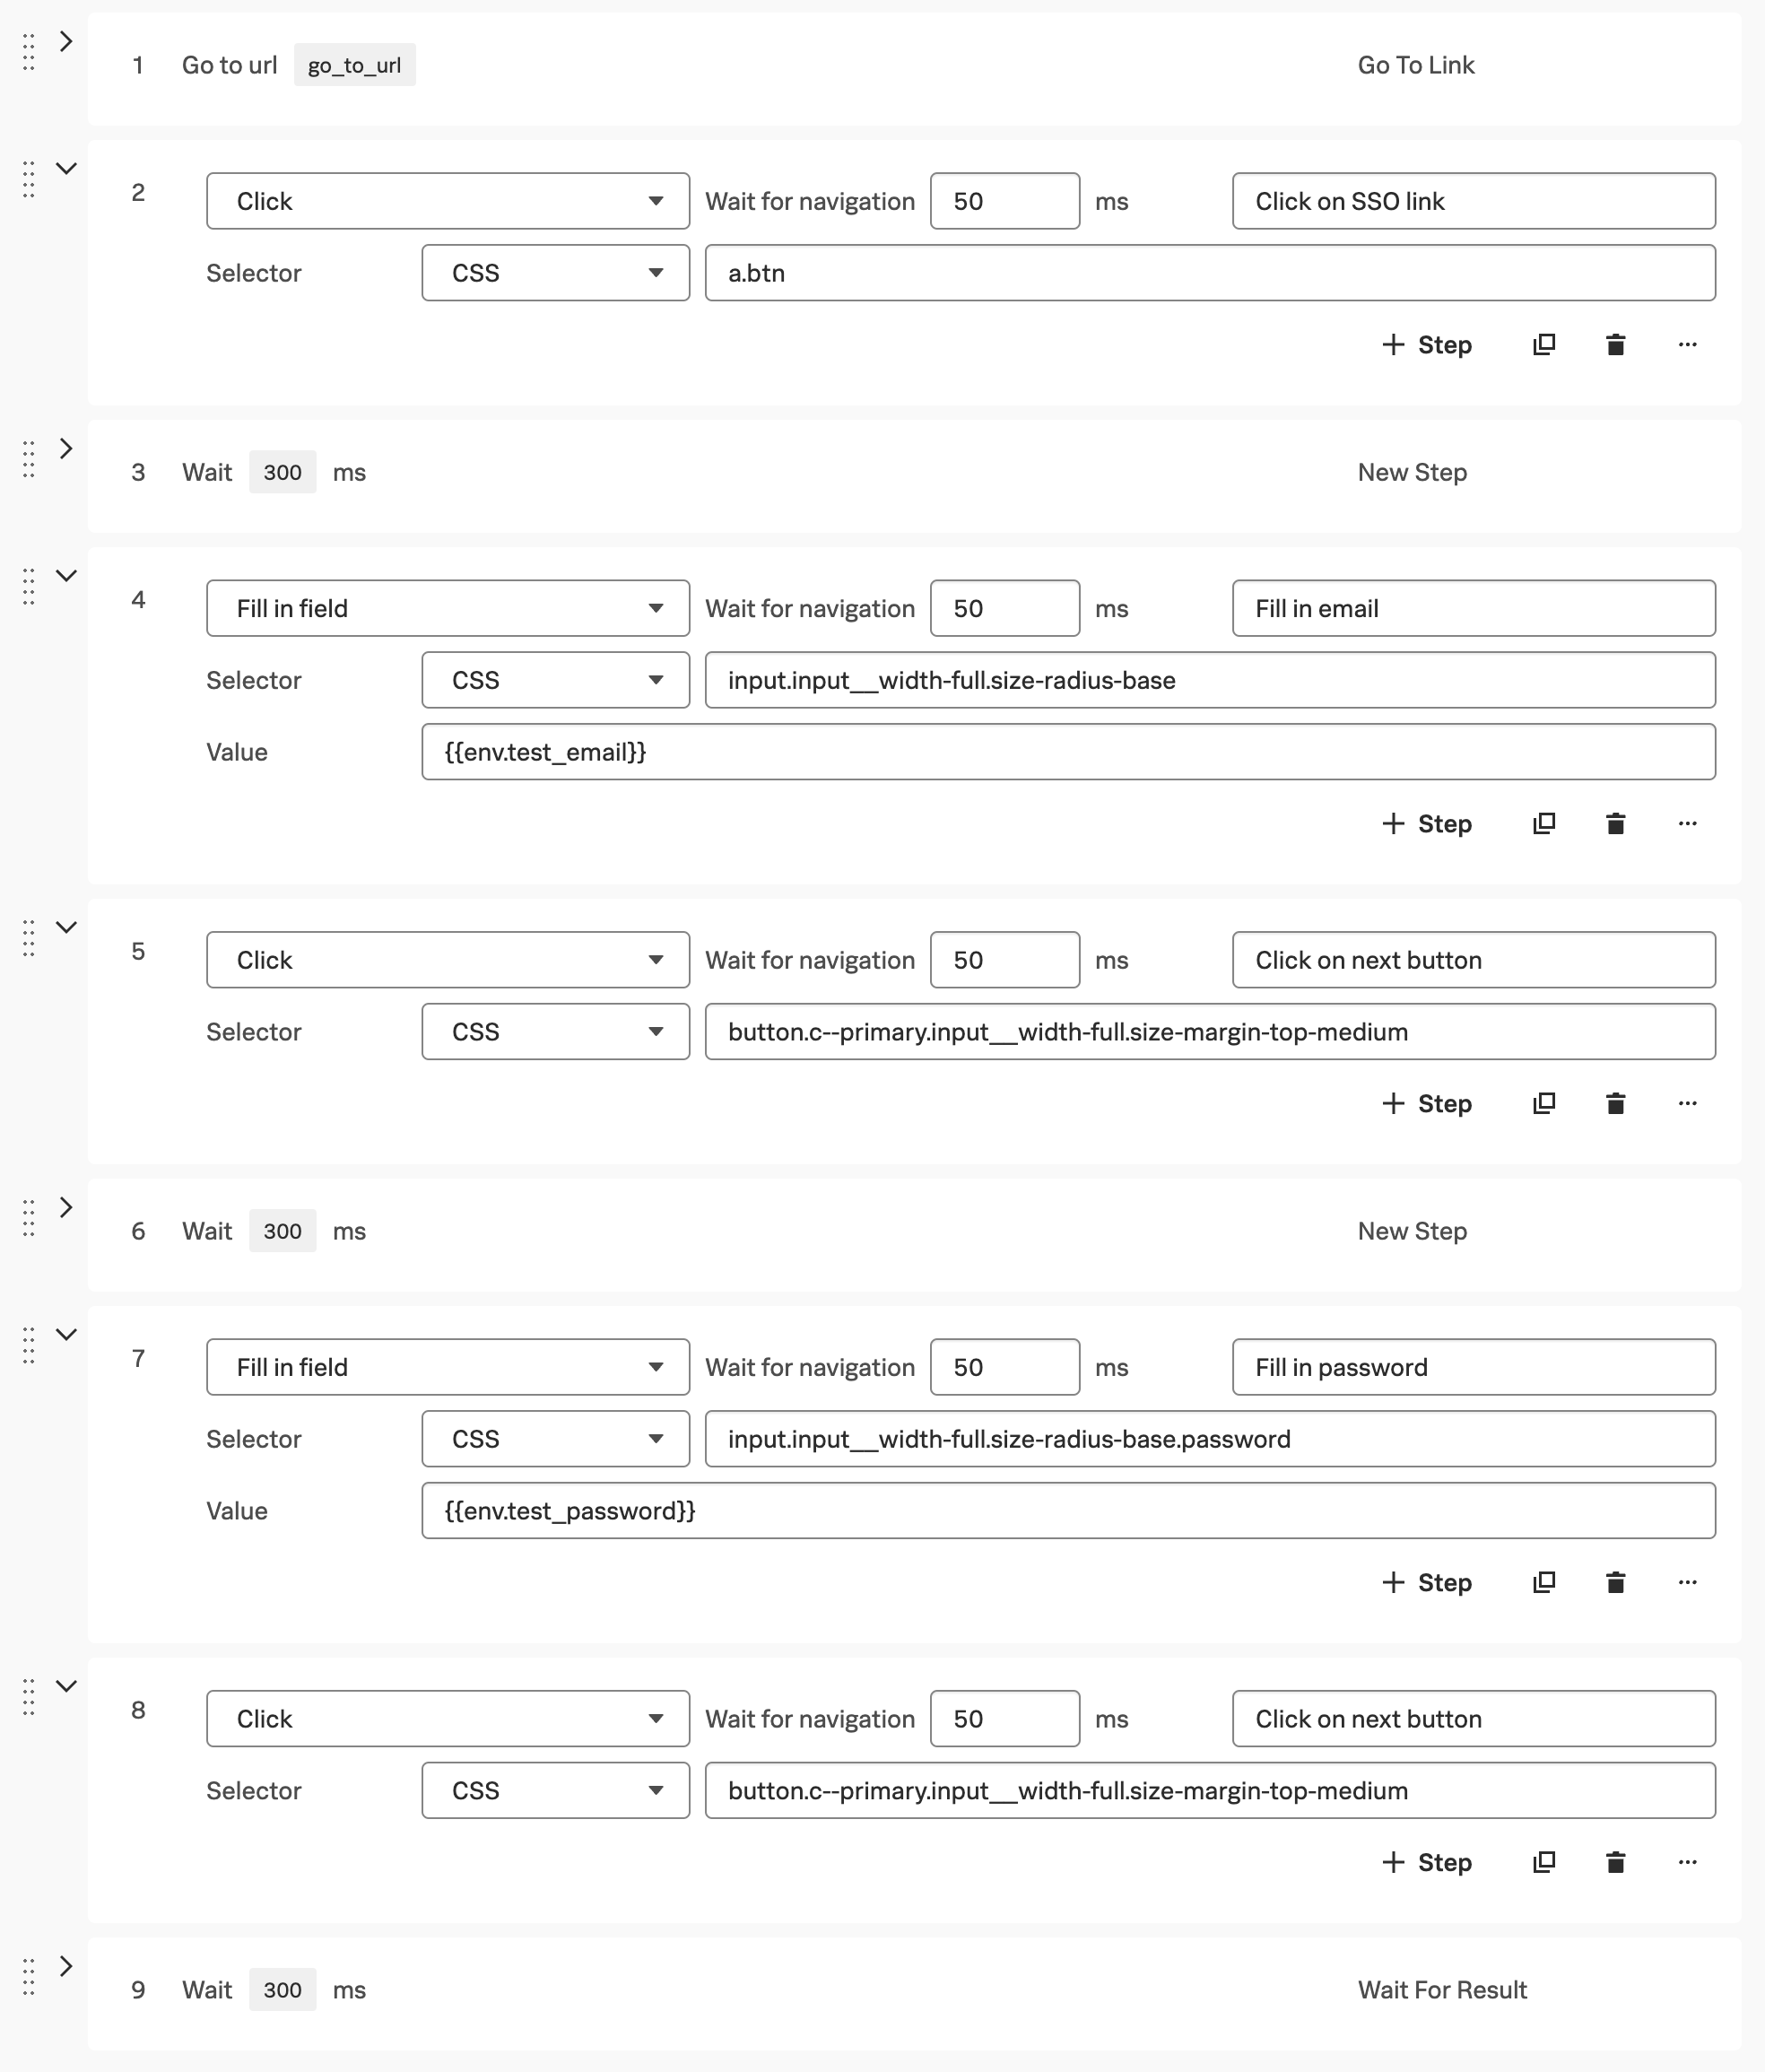 1 Go to url go_to_url Go To Link
2 Click Wait for navigation 50 ms Click on SSO link
Selector CSS a.btn
+ Step ...
3 Wait 300 ms New Step
4 Fill in field Wait for navigation 50 ms Fill in email
Selector CSS input.input__width-full.size-radius-base
Value {{env.test_email}}
+ Step ...
5 Click Wait for navigation 50 ms Click on next button
Selector CSS button.c--primary.input__width-full.size-margin-top-medium
+ Step ...
6 Wait 300 ms New Step
7 Fill in field Wait for navigation 50 ms Fill in password
Selector CSS input.input__width-full.size-radius-base.password
Value {{env.test_password}}
+ Step ...
8 Click Wait for navigation 50 ms Click on next button
Selector CSS button.c--primary.input__width-full.size-margin-top-medium
+ Step ...
9 Wait 300 ms Wait For Result